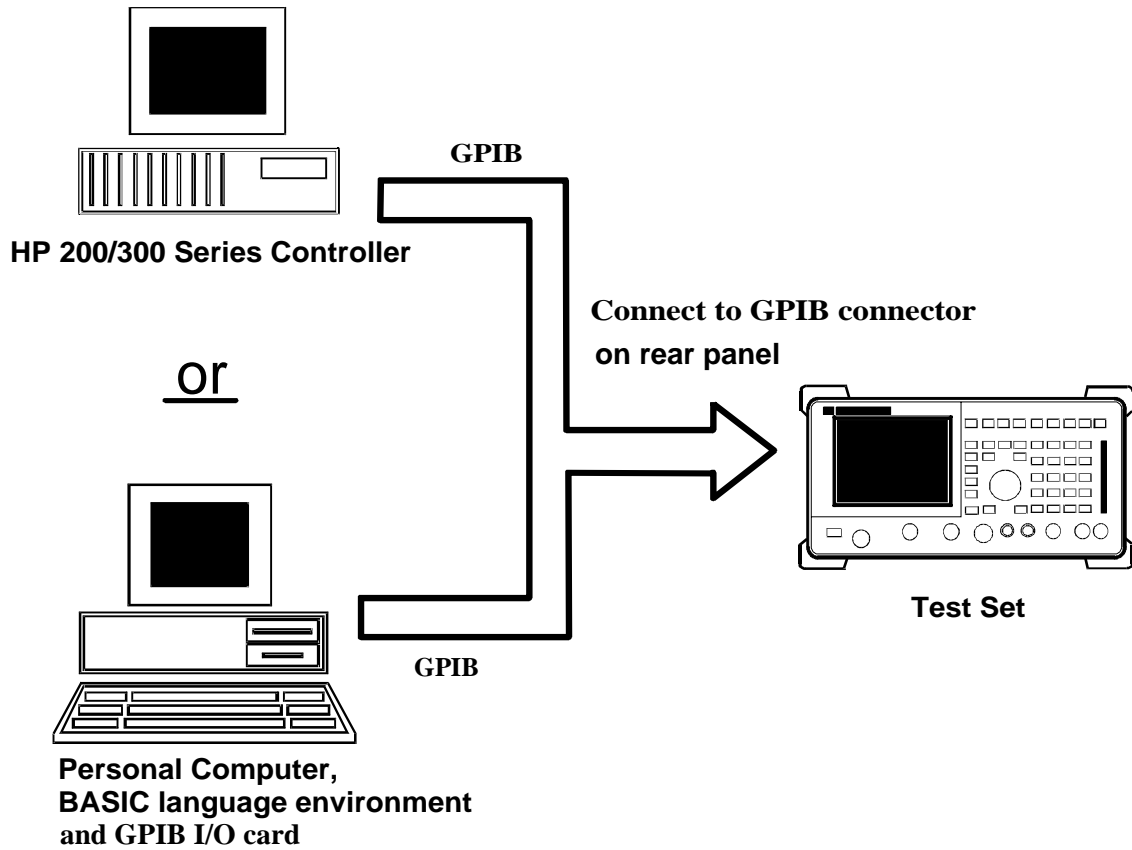 GPIB
HP 200/300 Series Controller
Connect to GPIB connector
on rear panel
or
Test Set
GPIB
Personal Computer,
BASIC language environment
and GPIB I/O card